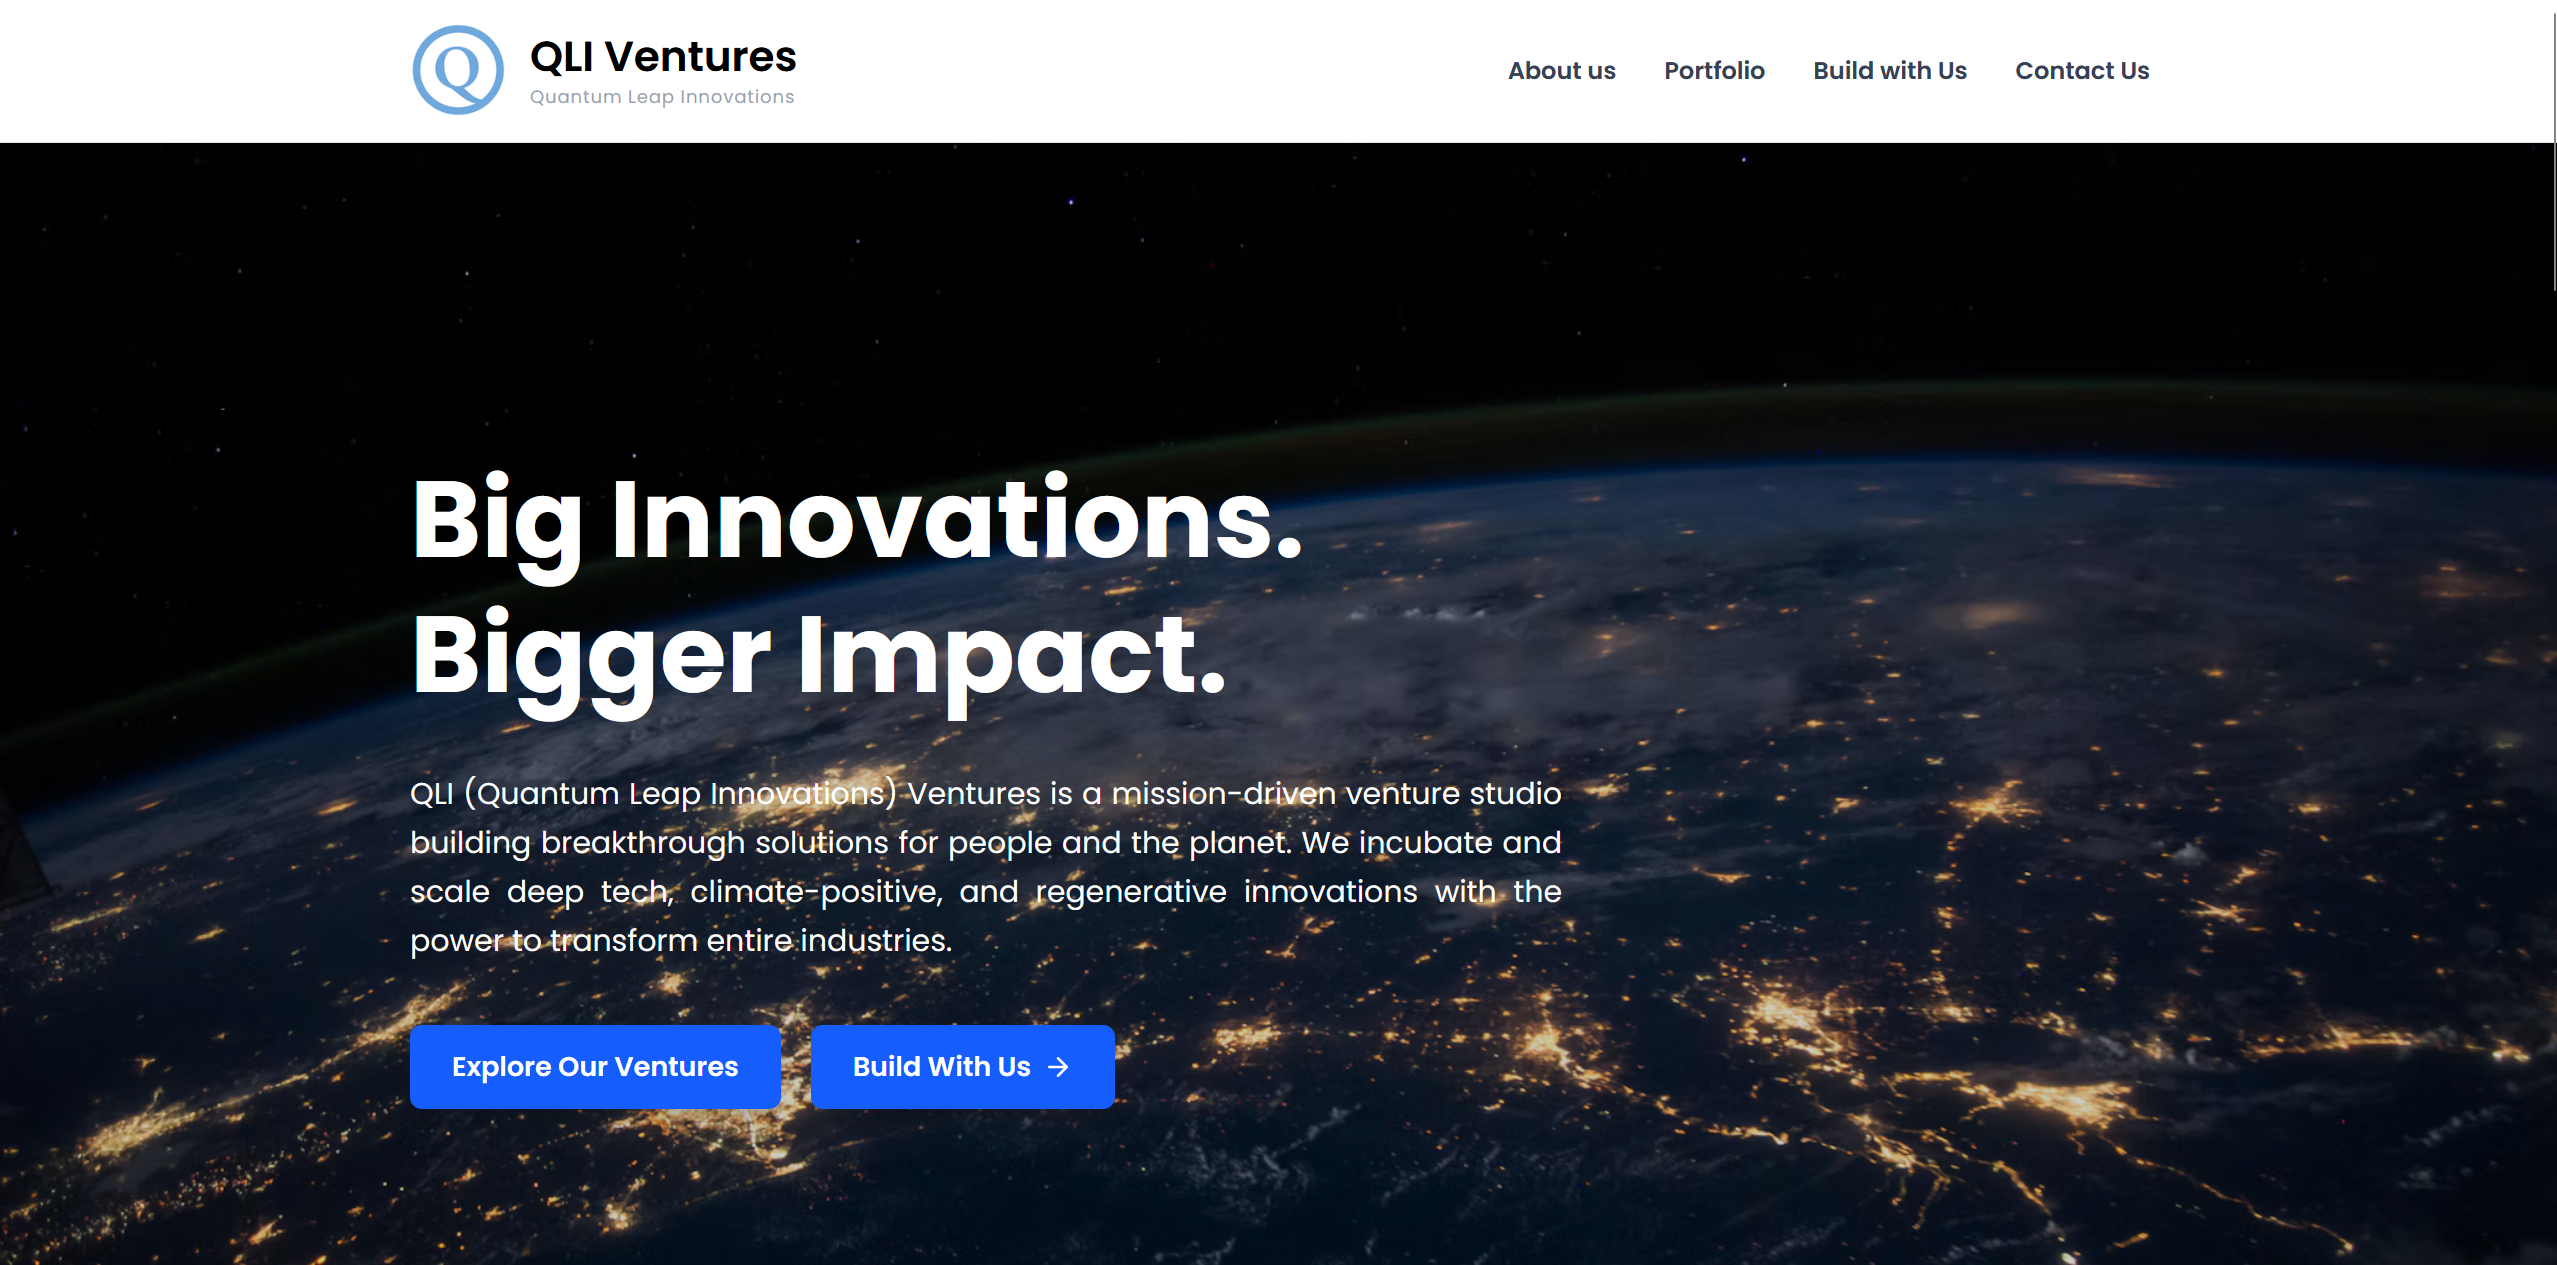 Q
QLI Ventures
Quantum Leap Innovations
About us
Portfolio
Build with Us
Contact Us
Big Innovations.
Bigger Impact.
QLI (Quantum Leap Innovations) Ventures is a mission-driven venture studio
building breakthrough solutions for people and the planet. We incubate and
scale deep tech, climate-positive, and regenerative innovations with the
power to transform entire industries.
Explore Our Ventures
Build With Us